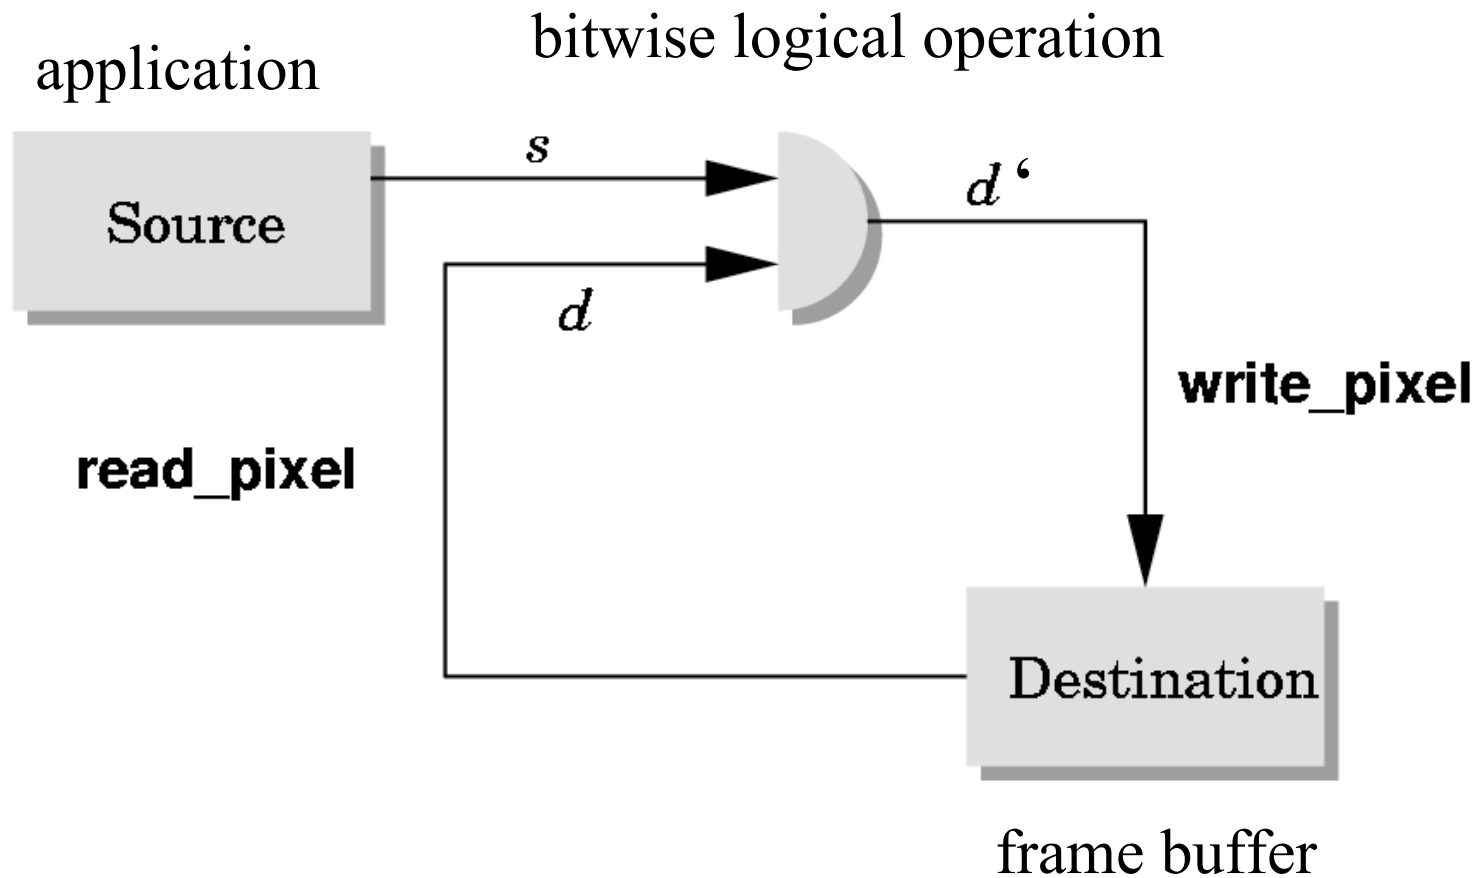 bitwise logical operation
application
s
d‘
Source
d
write_pixel
read_pixel
Destination
frame buffer